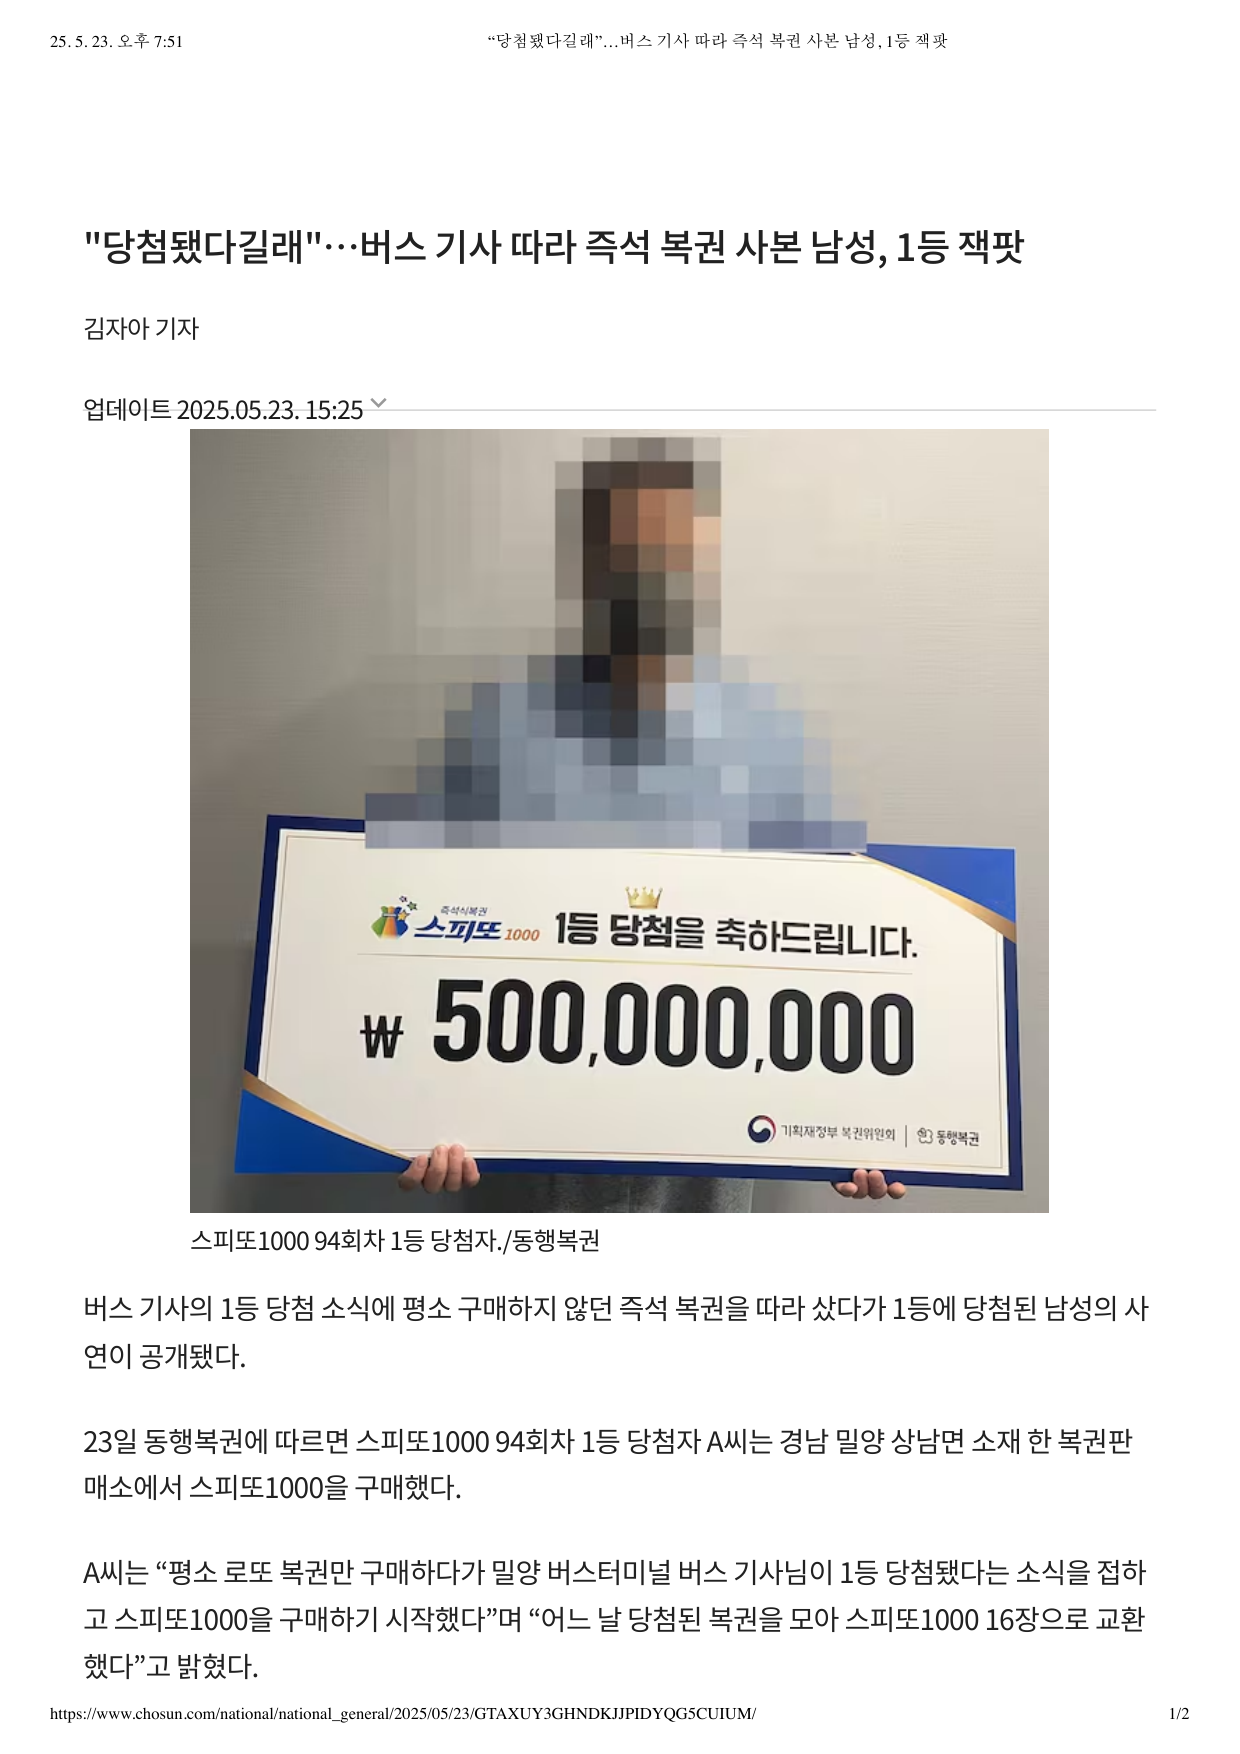 25. 5. 23. 오후 7:51
“당첨됐다길래”…버스 기사 따라 즉석 복권 사본 남성, 1등 잭팟
"당첨됐다길래"…버스 기사 따라 즉석 복권 사본 남성, 1등 잭팟
김자아 기자
업데이트 2025.05.23. 15:25
즉석식복권
스피또1000 1등 당첨을 축하드립니다.
₩ 500,000,000
기획재정부 복권위원회 동행복권
스피또1000 94회차 1등 당첨자./동행복권
버스 기사의 1등 당첨 소식에 평소 구매하지 않던 즉석 복권을 따라 샀다가 1등에 당첨된 남성의 사
연이 공개됐다.
23일 동행복권에 따르면 스피또1000 94회차 1등 당첨자 A씨는 경남 밀양 상남면 소재 한 복권판
매소에서 스피또1000을 구매했다.
A씨는 “평소 로또 복권만 구매하다가 밀양 버스터미널 버스 기사님이 1등 당첨됐다는 소식을 접하
고 스피또1000을 구매하기 시작했다”며 “어느 날 당첨된 복권을 모아 스피또1000 16장으로 교환
했다”고 밝혔다.
https://www.chosun.com/national/national_general/2025/05/23/GTAXUY3GHNDKJJPIDYQG5CUIUM/
1/2